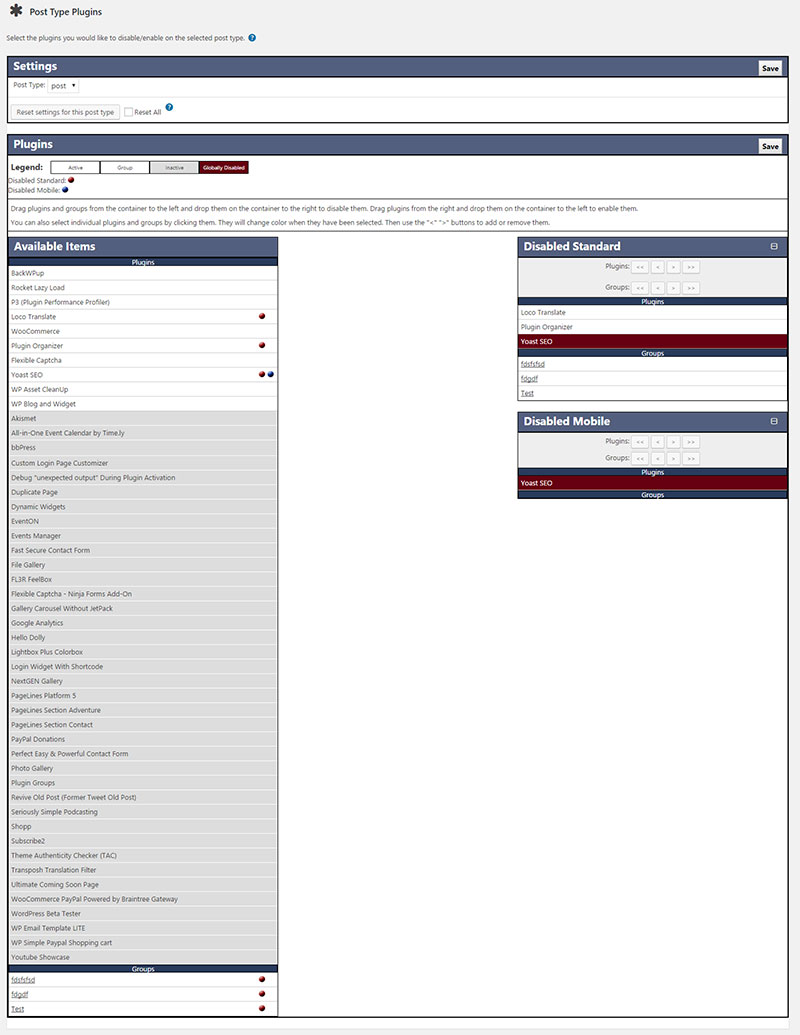 Post Type Plugins
Select the plugins you would like to disable/enable on the selected post type. ?
Settings
Save
Post Type: post
Reset settings for this post type Reset All ?
Plugins
Save
Legend: Active Group Inactive Globally Disabled
Disabled Standard:
Disabled Mobile:
Drag plugins and groups from the container to the left and drop them on the container to the right to disable them. Drag plugins from the right and drop them on the container to the left to enable them.
You can also select individual plugins and groups by clicking them. They will change color when they have been selected. Then use the "<" ">" buttons to add or remove them.
Available Items
Plugins
BackWPup
Rocket Lazy Load
P3 (Plugin Performance Profiler)
Loco Translate
WooCommerce
Plugin Organizer
Flexible Captcha
Yoast SEO
WP Asset CleanUp
WP Blog and Widget
Akismet
All-in-One Event Calendar by Time.ly
bbPress
Custom Login Page Customizer
Debug "unexpected output" During Plugin Activation
Duplicate Page
Dynamic Widgets
EventON
Events Manager
Fast Secure Contact Form
File Gallery
FL3R FeelBox
Flexible Captcha - Ninja Forms Add-On
Gallery Carousel Without JetPack
Google Analytics
Hello Dolly
Lightbox Plus Colorbox
Login Widget With Shortcode
NextGEN Gallery
PageLines Platform 5
PageLines Section Adventure
PageLines Section Contact
PayPal Donations
Perfect Easy & Powerful Contact Form
Photo Gallery
Plugin Groups
Revive Old Post (Former Tweet Old Post)
Seriously Simple Podcasting
Shopp
Subscribe2
Theme Authenticity Checker (TAC)
Transposh Translation Filter
Ultimate Coming Soon Page
WooCommerce PayPal Powered by Braintree Gateway
WordPress Beta Tester
WP Email Template LITE
WP Simple Paypal Shopping cart
Youtube Showcase
Groups
fdsfsfsd
fdgdf
Test
Disabled Standard
Plugins: << < > >>
Groups: << < > >>
Plugins
Loco Translate
Plugin Organizer
Yoast SEO
Groups
fdsfsfsd
fdgdf
Test
Disabled Mobile
Plugins: << < > >>
Groups: << < > >>
Plugins
Yoast SEO
Groups